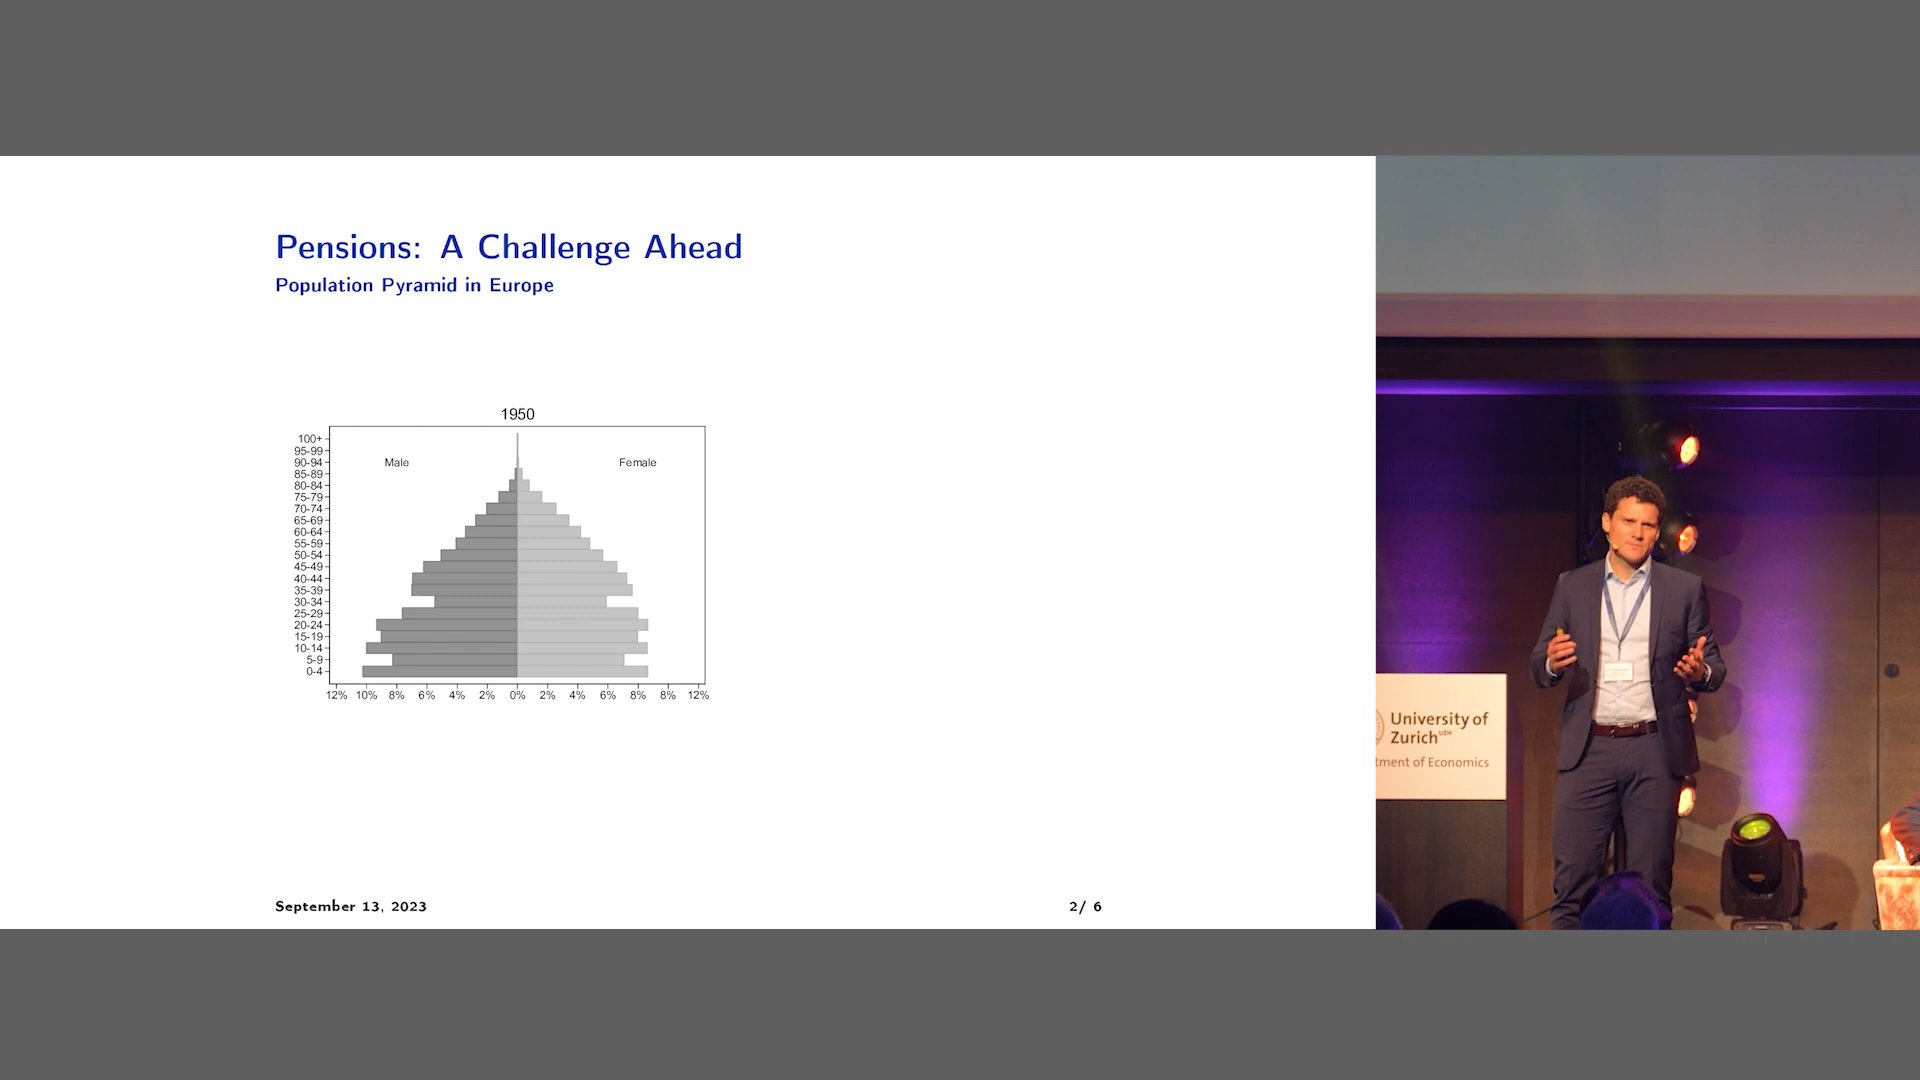 Pensions: A Challenge Ahead
Population Pyramid in Europe
1950
Male
Female
100+
95-99
90-94
85-89
80-84
75-79
70-74
65-69
60-64
55-59
50-54
45-49
40-44
35-39
30-34
25-29
20-24
15-19
10-14
5-9
0-4
12% 10% 8% 6% 4% 2% 0% 2% 4% 6% 8% 8% 12%
September 13, 2023
2/ 6
University of
Zurich UZH
tment of Economics